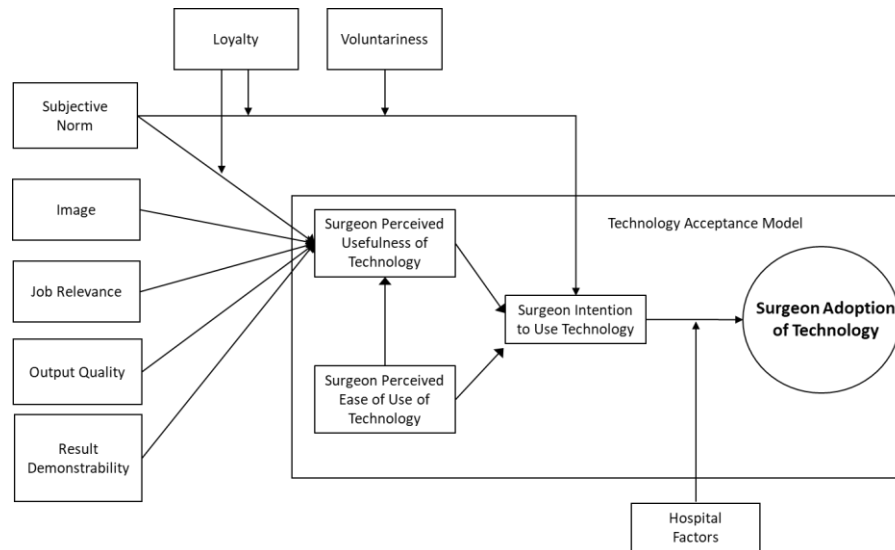 Loyalty
Voluntariness
Subjective
Norm
Image
Job Relevance
Output Quality
Result
Demonstrability
Technology Acceptance Model
Surgeon Perceived
Usefulness of
Technology
Surgeon Perceived
Ease of Use of
Technology
Surgeon Intention
to Use Technology
Surgeon Adoption
of Technology
Hospital
Factors